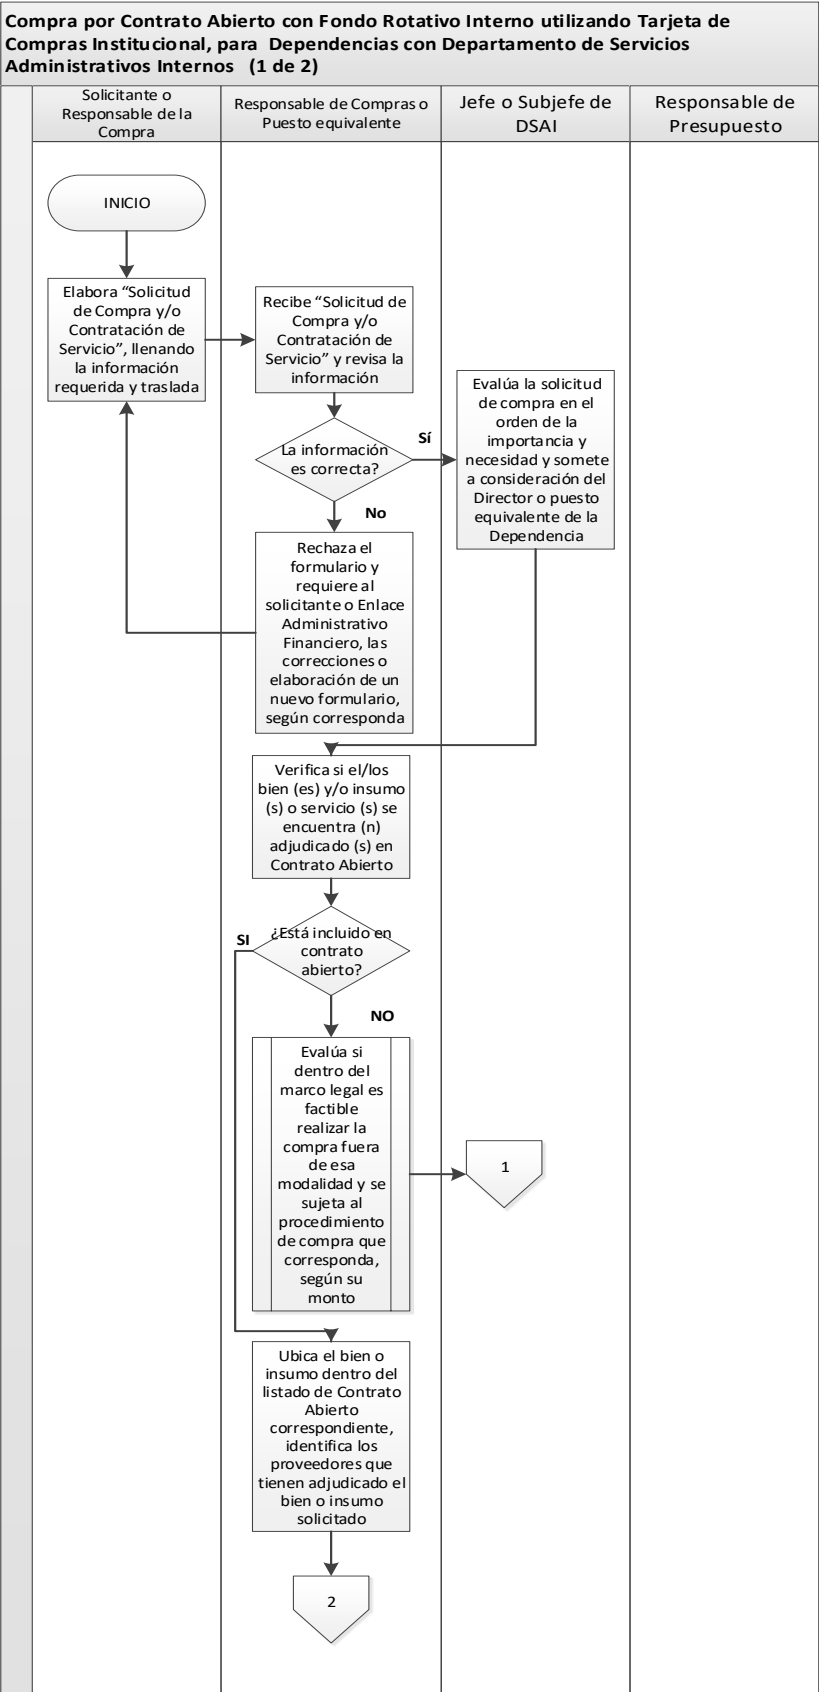 Compra por Contrato Abierto con Fondo Rotativo Interno utilizando Tarjeta de
Compras Institucional, para Dependencias con Departamento de Servicios
Administrativos Internos (1 de 2)
Solicitante o
Responsable de la
Compra
Responsable de Compras o
Puesto equivalente
Jefe o Subjefe de
DSAI
Responsable de
Presupuesto
INICIO
Elabora “Solicitud
de Compra y/o
Contratación de
Servicio”, llenando
la información
requerida y traslada
Recibe “Solicitud de
Compra y/o
Contratación de
Servicio” y revisa la
información
La información
es correcta?
Sí
No
Evalúa la solicitud
de compra en el
orden de la
importancia y
necesidad y somete
a consideración del
Director o puesto
equivalente de la
Dependencia
Rechaza el
formulario y
requiere al
solicitante o Enlace
Administrativo
Financiero, las
correcciones o
elaboración de un
nuevo formulario,
según corresponda
Verifica si el/los
bien (es) y/o insumo
(s) o servicio (s) se
encuentra (n)
adjudicado (s) en
Contrato Abierto
¿Está incluido en
contrato
abierto?
SI
NO
Evalúa si
dentro del
marco legal es
factible
realizar la
compra fuera
de esa
modalidad y se
sujeta al
procedimiento
de compra que
corresponda,
según su
monto
1
Ubica el bien o
insumo dentro del
listado de Contrato
Abierto
correspondiente,
identifica los
proveedores que
tienen adjudicado el
bien o insumo
solicitado
2